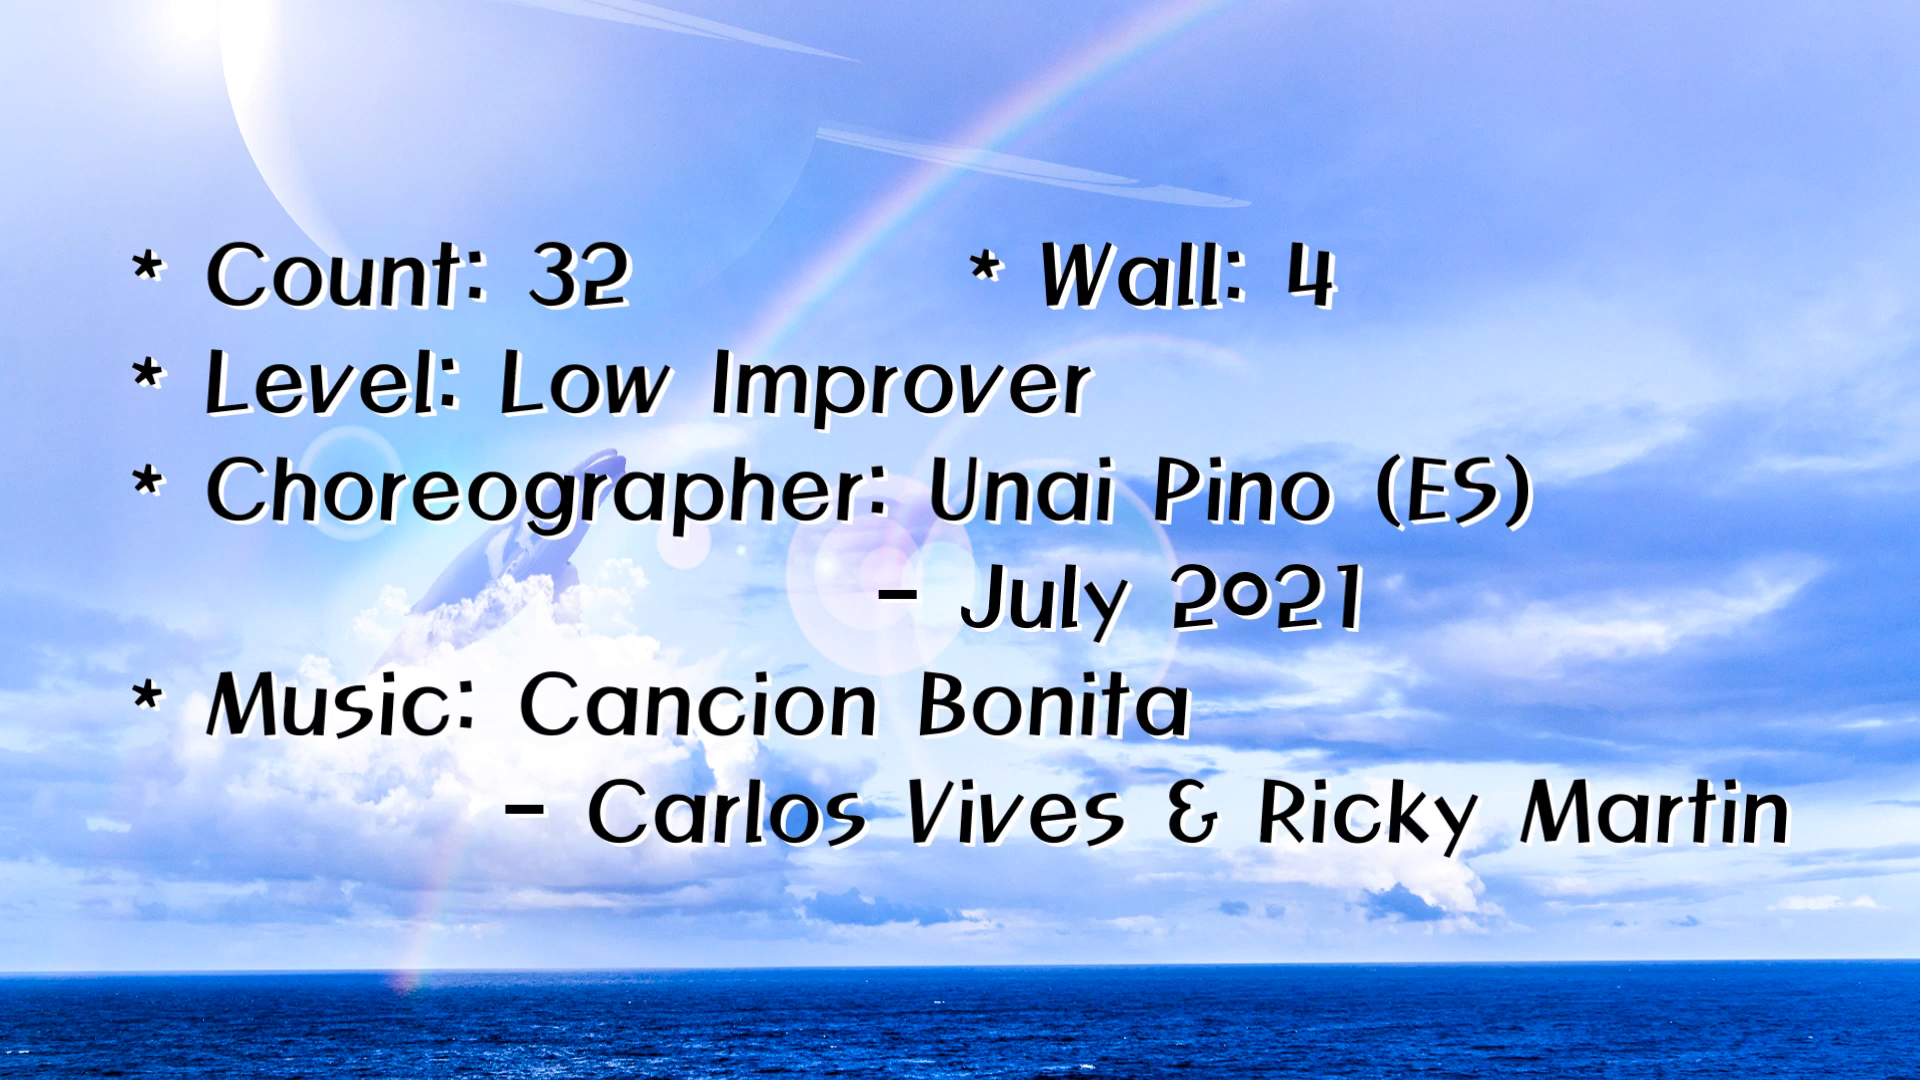 * Count: 32 * Wall: 4
* Level: Low Improver
* Choreographer: Unai Pino (ES)
- July 2021
* Music: Cancion Bonita
- Carlos Vives & Ricky Martin